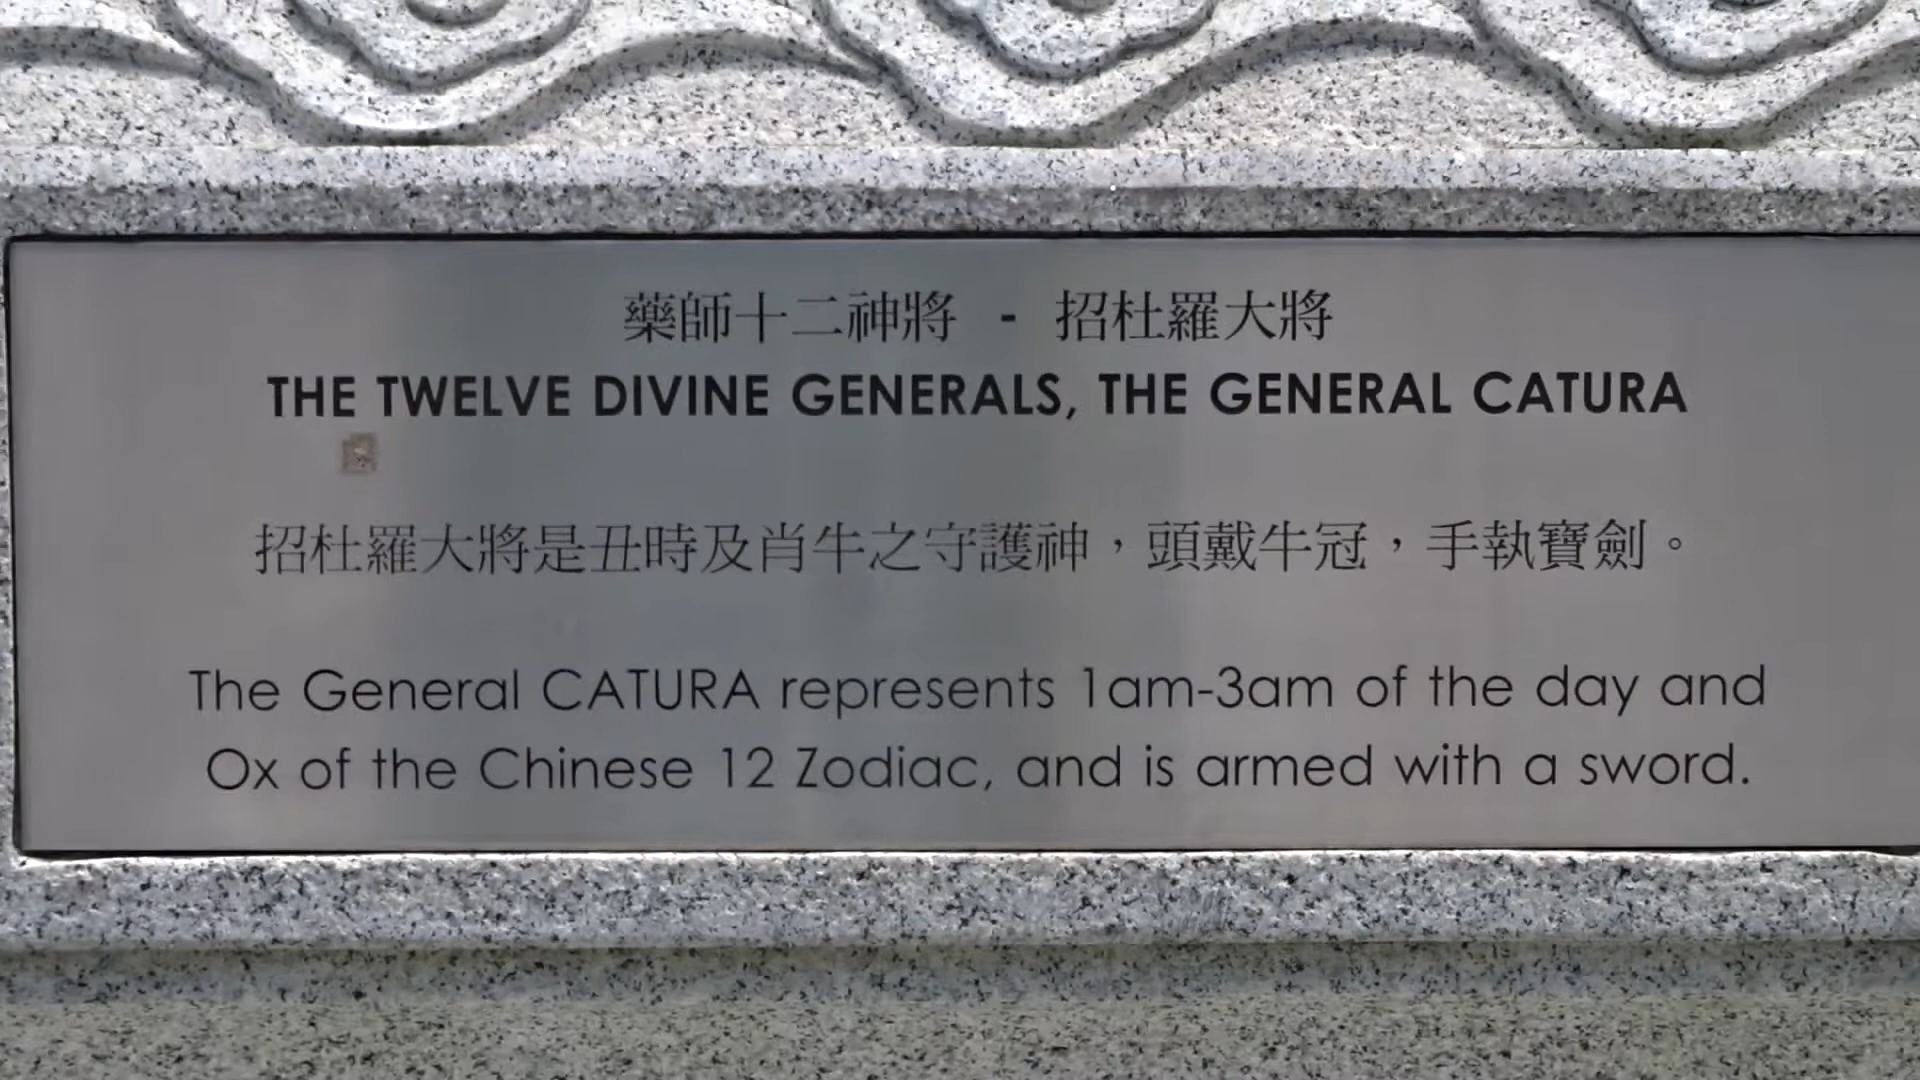 藥師十二神將 - 招杜羅大將
THE TWELVE DIVINE GENERALS, THE GENERAL CATURA
招杜羅大將是丑時及肖牛之守護神，頭戴牛冠，手執寶劍。
The General CATURA represents 1am-3am of the day and
Ox of the Chinese 12 Zodiac, and is armed with a sword.